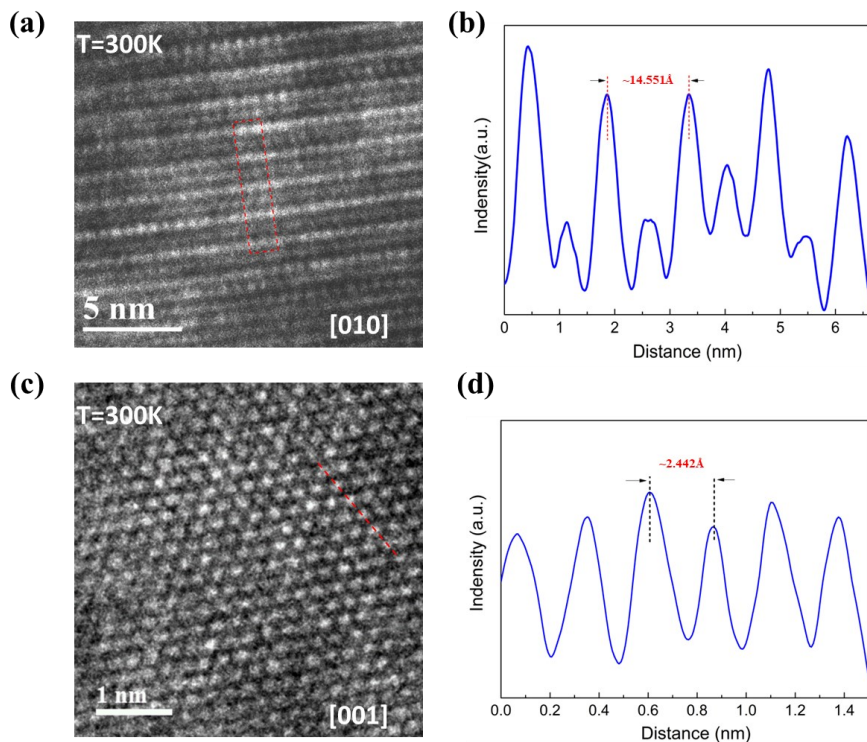 (a)
T=300K
5 nm
[010]
(b)
~14.551Å
Indensity(a.u.)
0 1 2 3 4 5 6
Distance (nm)
(c)
T=300K
1 nm
[001]
(d)
~2.442Å
Indensity (a.u.)
0.0 0.2 0.4 0.6 0.8 1.0 1.2 1.4
Distance (nm)